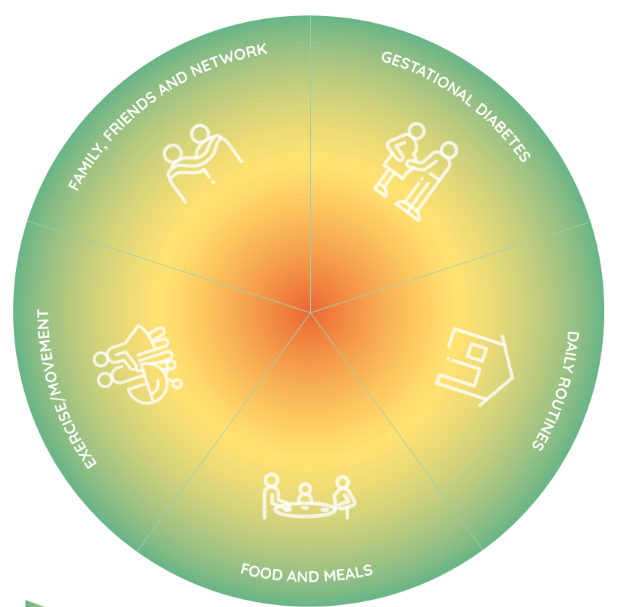 FAMILY, FRIENDS AND NETWORK
GESTATIONAL DIABETES
DAILY ROUTINES
FOOD AND MEALS
EXERCISE/MOVEMENT